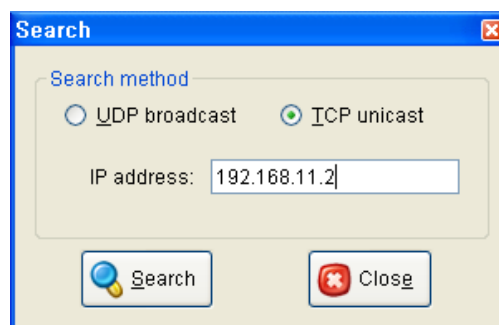 Search
Search method
UDP broadcast TCP unicast
IP address: 192.168.11.2
Search Close